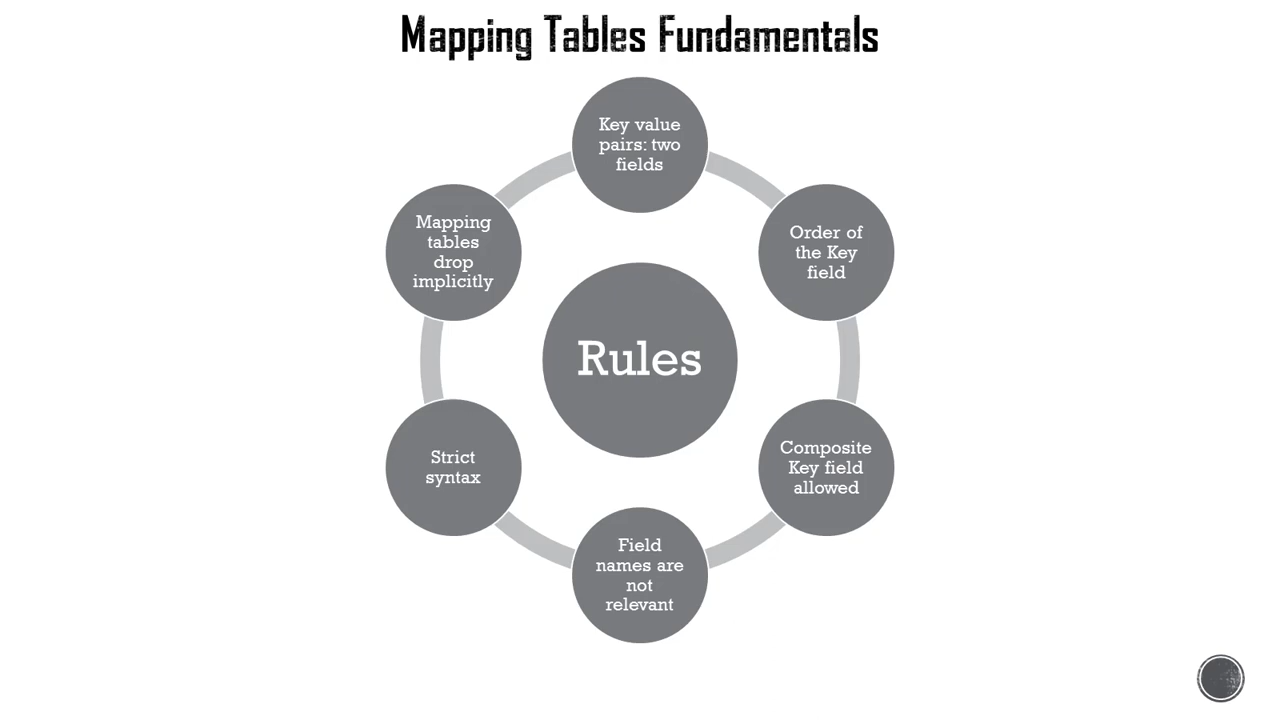 Mapping Tables Fundamentals
Key value
pairs: two
fields
Order of
the Key
field
Composite
Key field
allowed
Field
names are
not
relevant
Strict
syntax
Mapping
tables
drop
implicitly
Rules